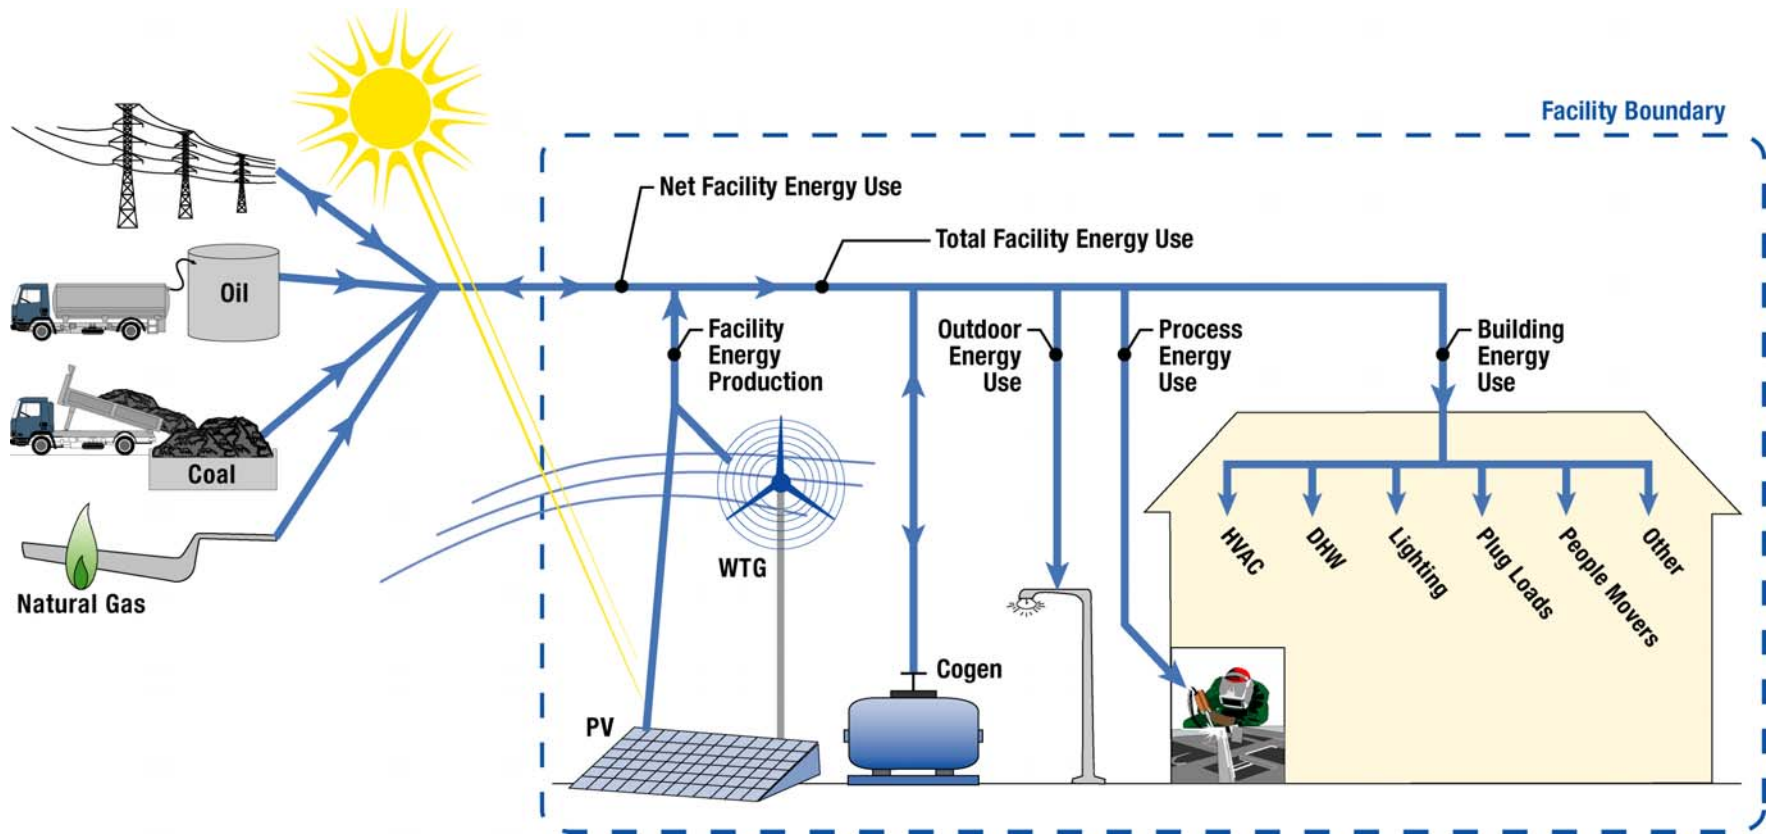 Facility Boundary
Net Facility Energy Use
Total Facility Energy Use
Oil
Facility
Energy
Production
Outdoor
Energy
Use
Process
Energy
Use
Building
Energy
Use
Coal
HVAC
DHW
Lighting
Plug Loads
People Movers
Other
WTG
Natural Gas
Cogen
PV